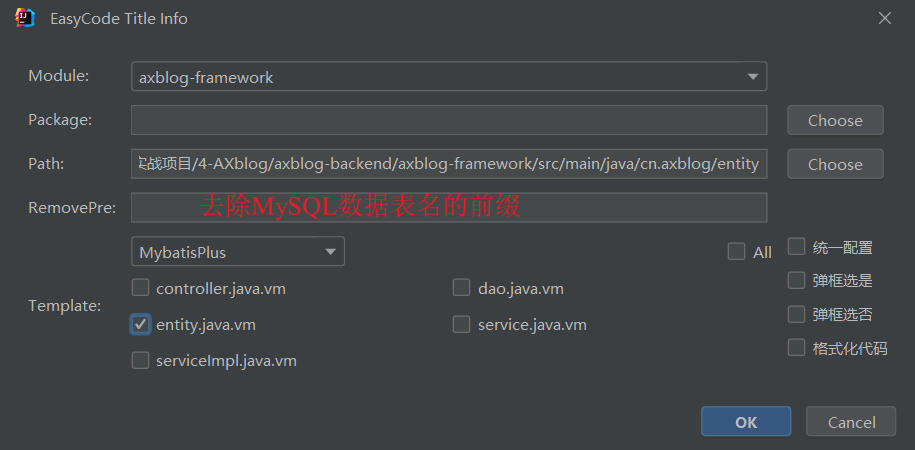 EasyCode Title Info
Module: axblog-framework
Package: Choose
Path: 实战项目/4-AXblog/axblog-backend/axblog-framework/src/main/java/cn.axblog/entity Choose
RemovePre: 去除MySQL数据表名的前缀
MybatisPlus All 统一配置
controller.java.vm dao.java.vm 弹框选是
Template: entity.java.vm service.java.vm 弹框选否
serviceImpl.java.vm 格式化代码
OK Cancel